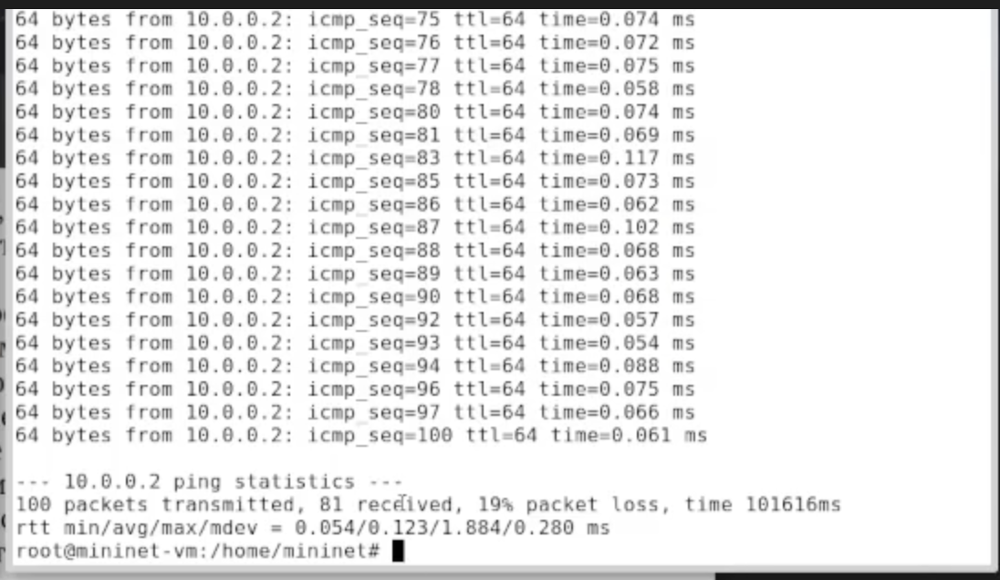 64 bytes from 10.0.0.2: icmp_seq=75 ttl=64 time=0.074 ms
64 bytes from 10.0.0.2: icmp_seq=76 ttl=64 time=0.072 ms
64 bytes from 10.0.0.2: icmp_seq=77 ttl=64 time=0.075 ms
64 bytes from 10.0.0.2: icmp_seq=78 ttl=64 time=0.058 ms
64 bytes from 10.0.0.2: icmp_seq=80 ttl=64 time=0.074 ms
64 bytes from 10.0.0.2: icmp_seq=81 ttl=64 time=0.069 ms
64 bytes from 10.0.0.2: icmp_seq=83 ttl=64 time=0.117 ms
64 bytes from 10.0.0.2: icmp_seq=85 ttl=64 time=0.073 ms
64 bytes from 10.0.0.2: icmp_seq=86 ttl=64 time=0.062 ms
64 bytes from 10.0.0.2: icmp_seq=87 ttl=64 time=0.102 ms
64 bytes from 10.0.0.2: icmp_seq=88 ttl=64 time=0.068 ms
64 bytes from 10.0.0.2: icmp_seq=89 ttl=64 time=0.063 ms
64 bytes from 10.0.0.2: icmp_seq=90 ttl=64 time=0.068 ms
64 bytes from 10.0.0.2: icmp_seq=92 ttl=64 time=0.057 ms
64 bytes from 10.0.0.2: icmp_seq=93 ttl=64 time=0.054 ms
64 bytes from 10.0.0.2: icmp_seq=94 ttl=64 time=0.088 ms
64 bytes from 10.0.0.2: icmp_seq=96 ttl=64 time=0.075 ms
64 bytes from 10.0.0.2: icmp_seq=97 ttl=64 time=0.066 ms
64 bytes from 10.0.0.2: icmp_seq=100 ttl=64 time=0.061 ms
--- 10.0.0.2 ping statistics ---
100 packets transmitted, 81 received, 19% packet loss, time 101616ms
rtt min/avg/max/mdev = 0.054/0.123/1.884/0.280 ms
root@mininet-vm:/home/mininet#